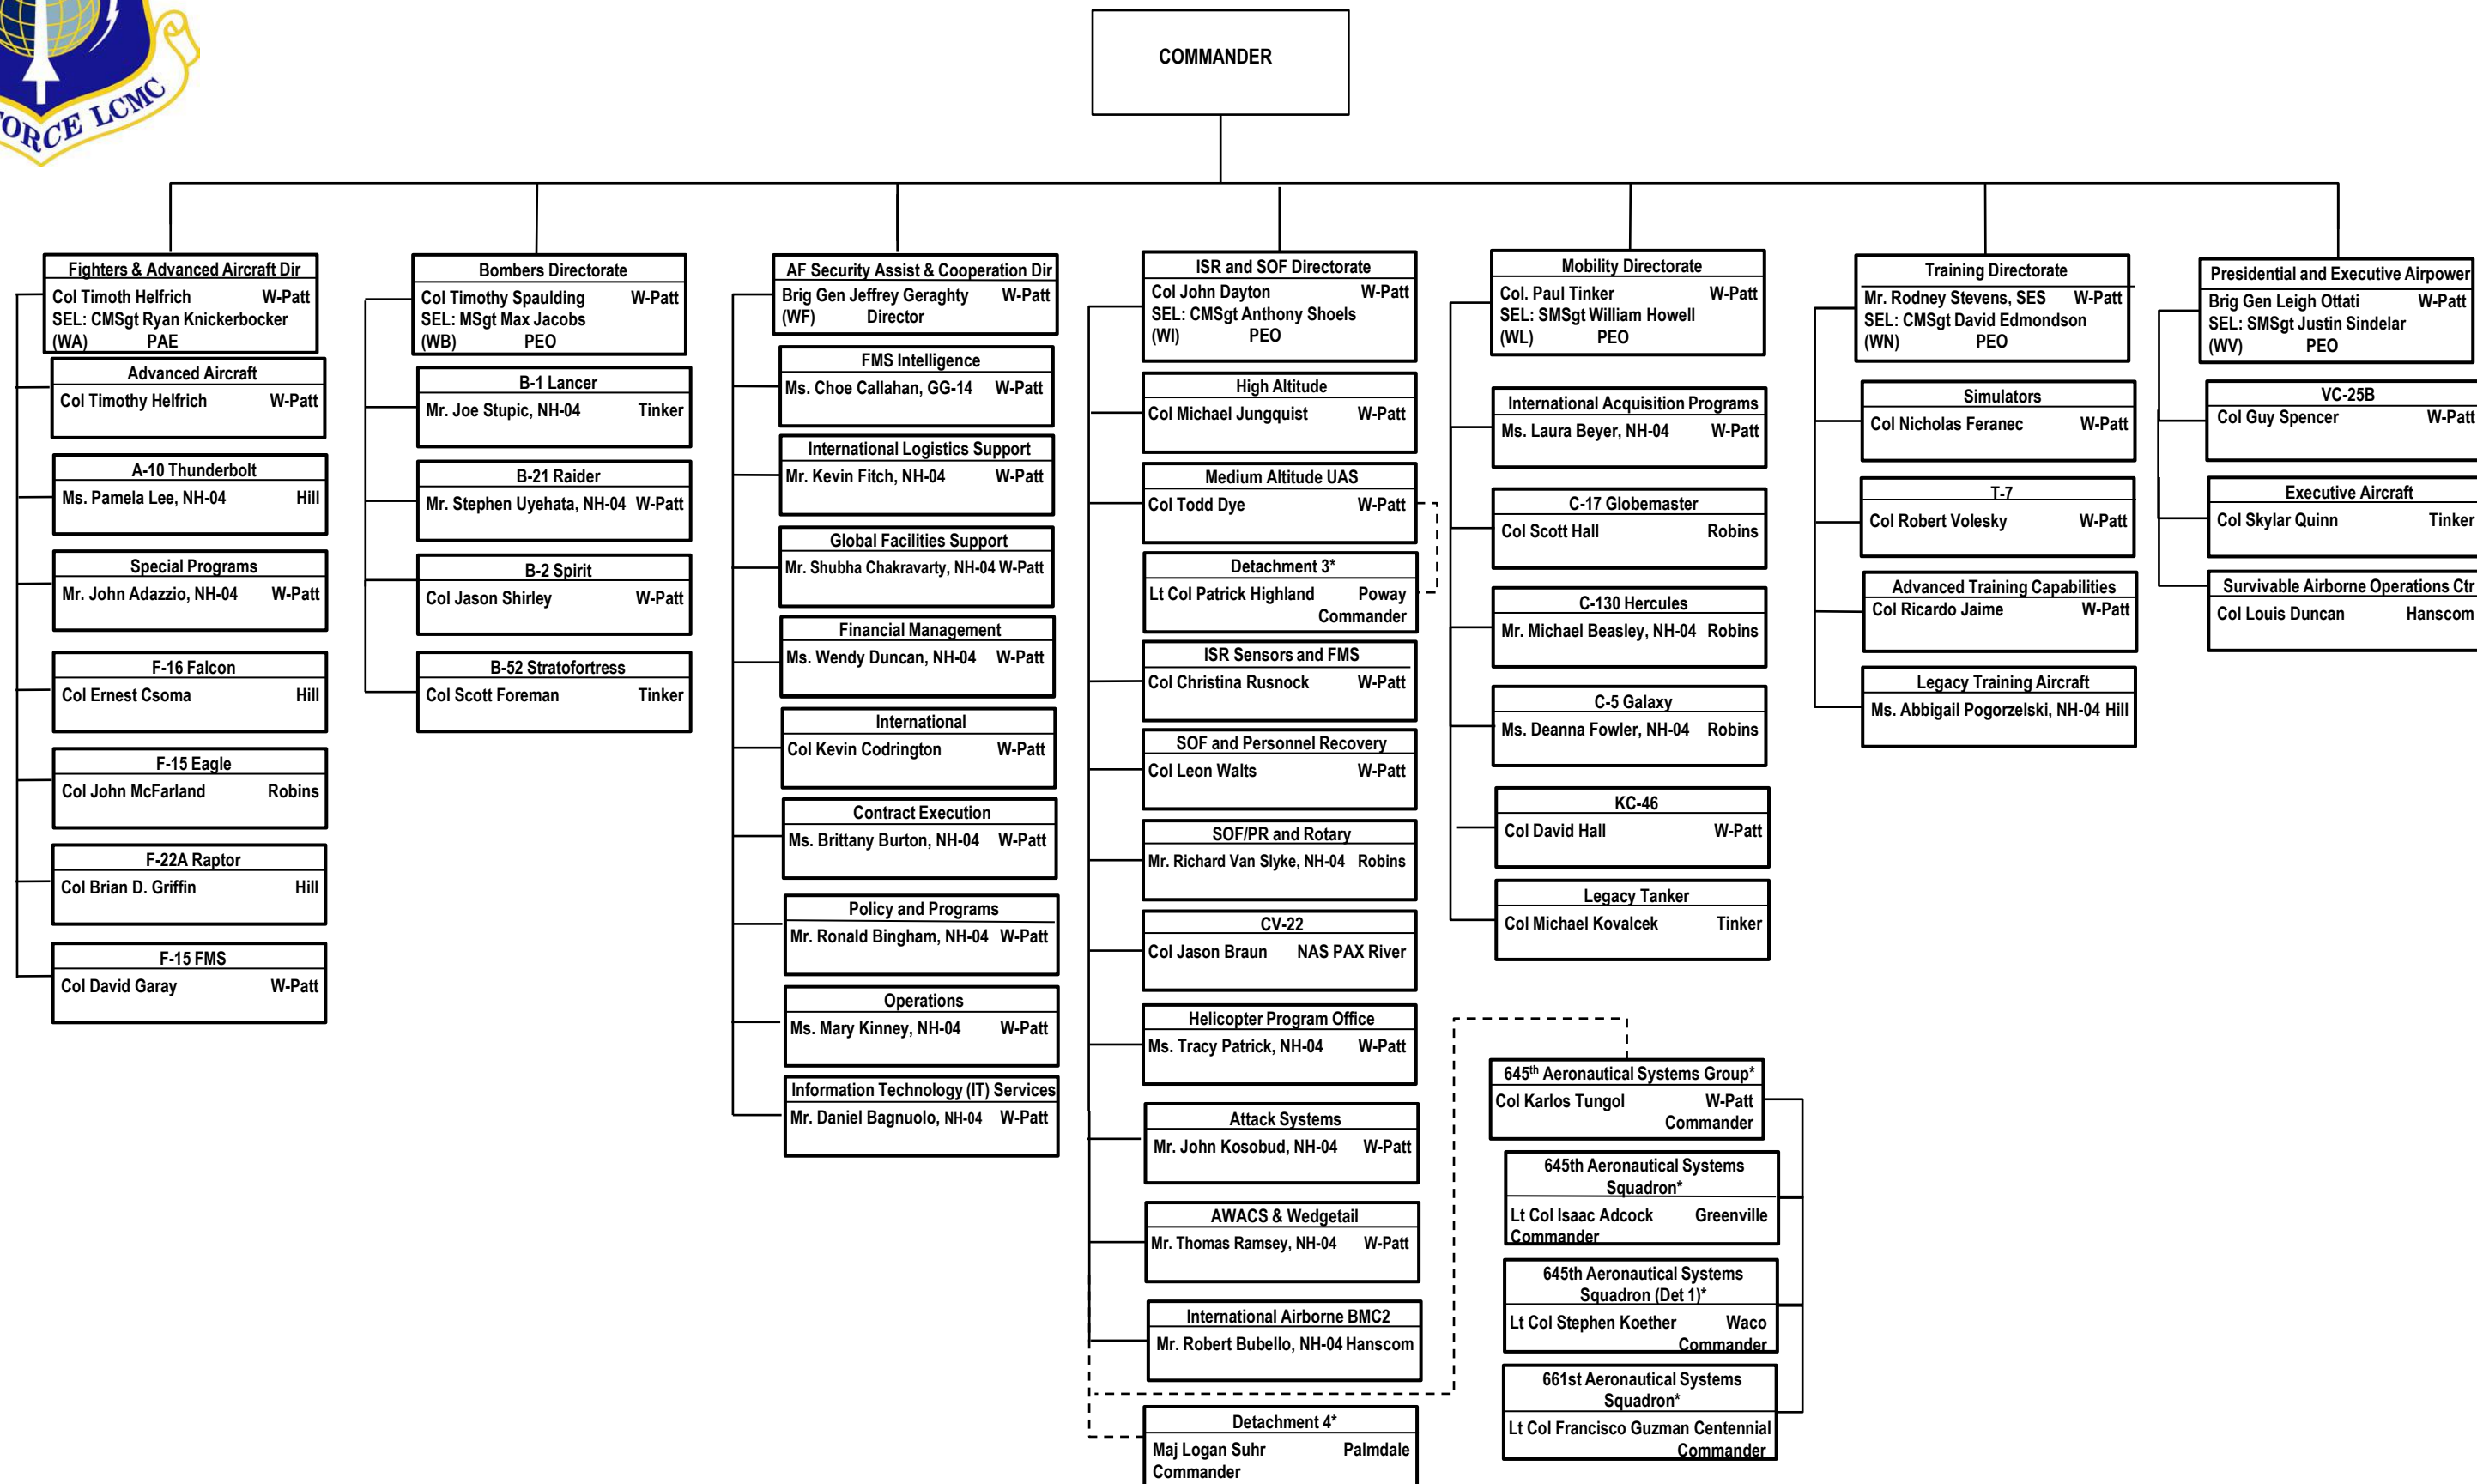 ORCE LCMC
COMMANDER
Fighters & Advanced Aircraft Dir
Col Timoth Helfrich W-Patt
SEL: CMSgt Ryan Knickerbocker
(WA) PAE
Advanced Aircraft
Col Timothy Helfrich W-Patt
A-10 Thunderbolt
Ms. Pamela Lee, NH-04 Hill
Special Programs
Mr. John Adazzio, NH-04 W-Patt
F-16 Falcon
Col Ernest Csoma Hill
F-15 Eagle
Col John McFarland Robins
F-22A Raptor
Col Brian D. Griffin Hill
F-15 FMS
Col David Garay W-Patt
Bombers Directorate
Col Timothy Spaulding W-Patt
SEL: MSgt Max Jacobs
(WB) PEO
B-1 Lancer
Mr. Joe Stupic, NH-04 Tinker
B-21 Raider
Mr. Stephen Uyehata, NH-04 W-Patt
B-2 Spirit
Col Jason Shirley W-Patt
B-52 Stratofortress
Col Scott Foreman Tinker
AF Security Assist & Cooperation Dir
Brig Gen Jeffrey Geraghty W-Patt
(WF) Director
FMS Intelligence
Ms. Choe Callahan, GG-14 W-Patt
International Logistics Support
Mr. Kevin Fitch, NH-04 W-Patt
Global Facilities Support
Mr. Shubha Chakravarty, NH-04 W-Patt
Financial Management
Ms. Wendy Duncan, NH-04 W-Patt
International
Col Kevin Codrington W-Patt
Contract Execution
Ms. Brittany Burton, NH-04 W-Patt
Policy and Programs
Mr. Ronald Bingham, NH-04 W-Patt
Operations
Ms. Mary Kinney, NH-04 W-Patt
Information Technology (IT) Services
Mr. Daniel Bagnuolo, NH-04 W-Patt
ISR and SOF Directorate
Col John Dayton W-Patt
SEL: CMSgt Anthony Shoels
(WI) PEO
High Altitude
Col Michael Jungquist W-Patt
Medium Altitude UAS
Col Todd Dye W-Patt
Detachment 3*
Lt Col Patrick Highland Poway
Commander
ISR Sensors and FMS
Col Christina Rusnock W-Patt
SOF and Personnel Recovery
Col Leon Walts W-Patt
SOF/PR and Rotary
Mr. Richard Van Slyke, NH-04 Robins
CV-22
Col Jason Braun NAS PAX River
Helicopter Program Office
Ms. Tracy Patrick, NH-04 W-Patt
Attack Systems
Mr. John Kosobud, NH-04 W-Patt
AWACS & Wedgetail
Mr. Thomas Ramsey, NH-04 W-Patt
International Airborne BMC2
Mr. Robert Bubello, NH-04 Hanscom
Detachment 4*
Maj Logan Suhr Palmdale
Commander
Mobility Directorate
Col. Paul Tinker W-Patt
SEL: SMSgt William Howell
(WL) PEO
International Acquisition Programs
Ms. Laura Beyer, NH-04 W-Patt
C-17 Globemaster
Col Scott Hall Robins
C-130 Hercules
Mr. Michael Beasley, NH-04 Robins
C-5 Galaxy
Ms. Deanna Fowler, NH-04 Robins
KC-46
Col David Hall W-Patt
Legacy Tanker
Col Michael Kovalcek Tinker
645th Aeronautical Systems Group*
Col Karlos Tungol W-Patt
Commander
645th Aeronautical Systems
Squadron*
Lt Col Isaac Adcock Greenville
Commander
645th Aeronautical Systems
Squadron (Det 1)*
Lt Col Stephen Koether Waco
Commander
661st Aeronautical Systems
Squadron*
Lt Col Francisco Guzman Centennial
Commander
Training Directorate
Mr. Rodney Stevens, SES W-Patt
SEL: CMSgt David Edmondson
(WN) PEO
Simulators
Col Nicholas Feranec W-Patt
T-7
Col Robert Volesky W-Patt
Advanced Training Capabilities
Col Ricardo Jaime W-Patt
Legacy Training Aircraft
Ms. Abbigail Pogorzelski, NH-04 Hill
Presidential and Executive Airpower
Brig Gen Leigh Ottati W-Patt
SEL: SMSgt Justin Sindelar
(WV) PEO
VC-25B
Col Guy Spencer W-Patt
Executive Aircraft
Col Skylar Quinn Tinker
Survivable Airborne Operations Ctr
Col Louis Duncan Hanscom